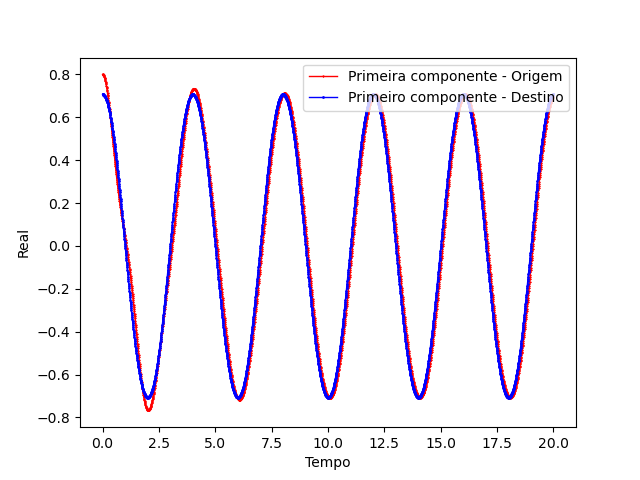 Primeira componente - Origem
Primeiro componente - Destino
0.8
0.6
0.4
0.2
0.0
−0.2
−0.4
−0.6
−0.8
Real
0.0 2.5 5.0 7.5 10.0 12.5 15.0 17.5 20.0
Tempo